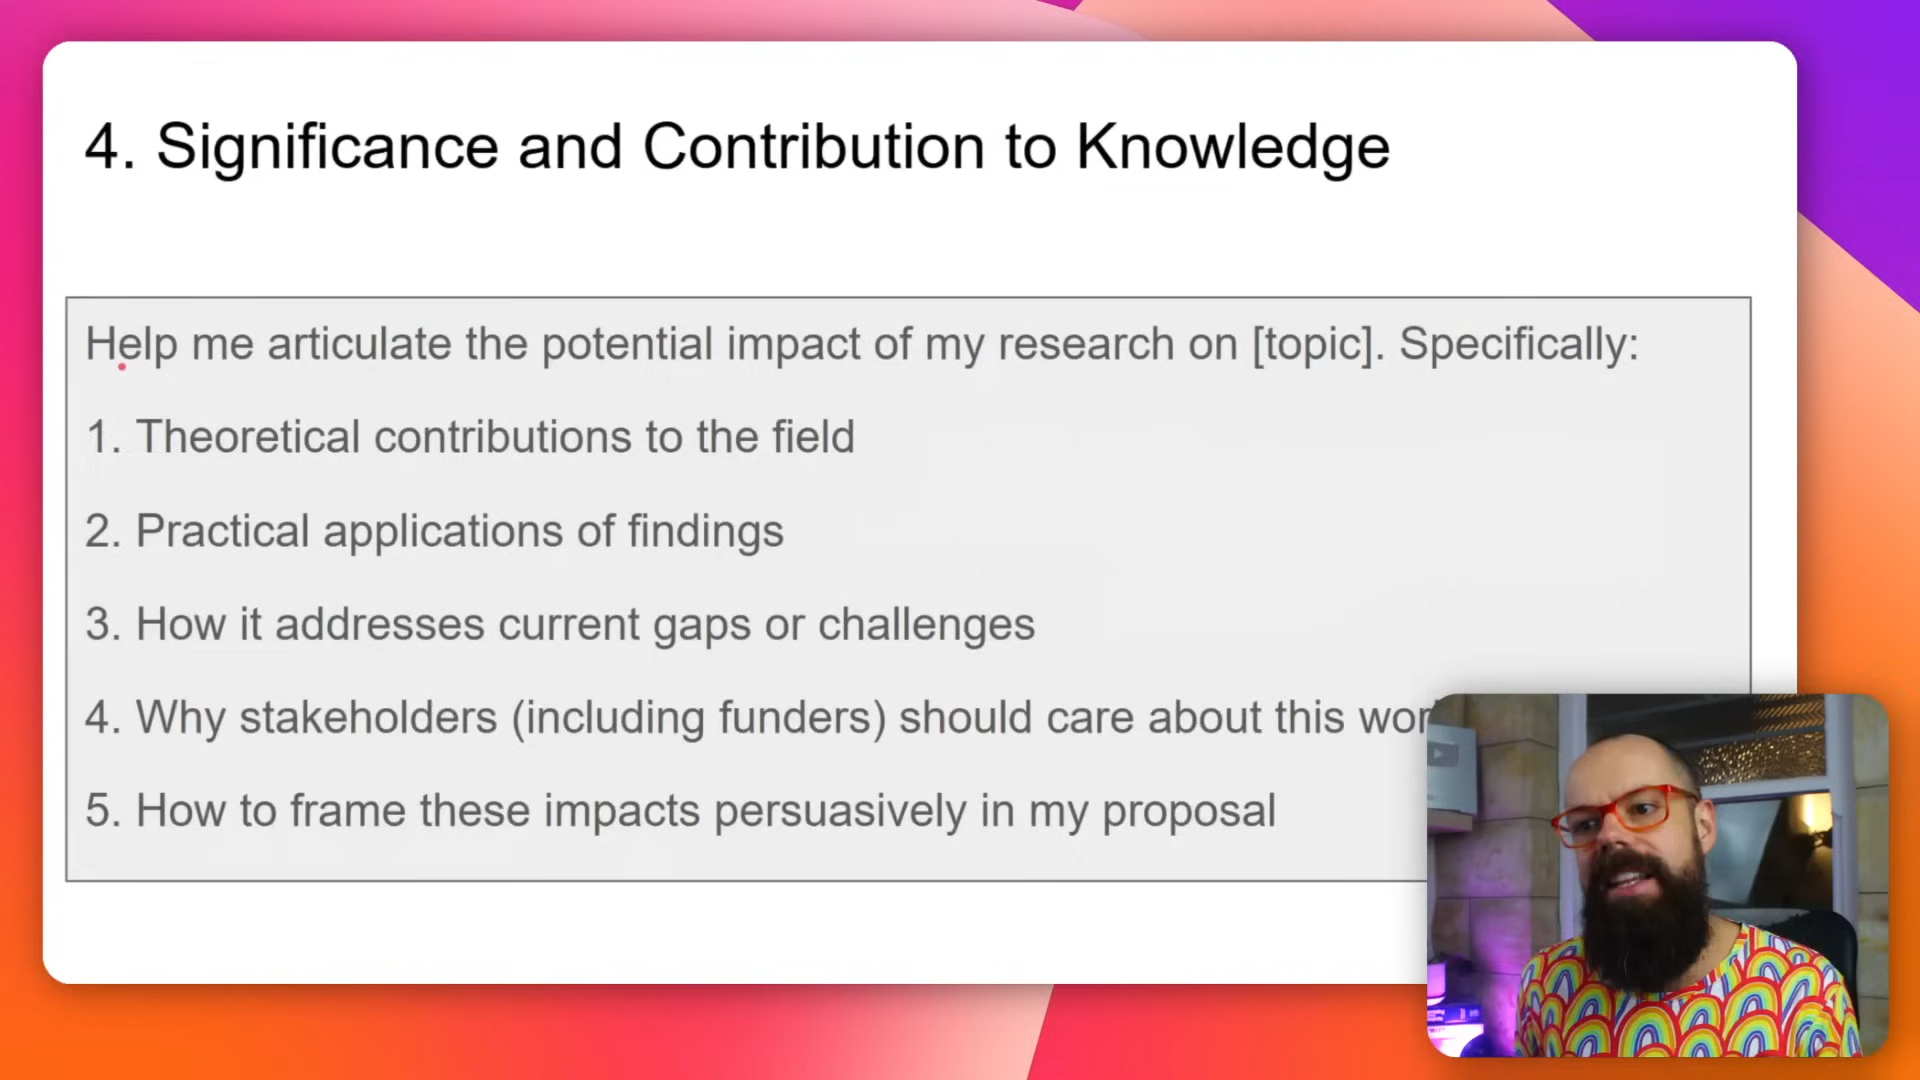 4. Significance and Contribution to Knowledge
Help me articulate the potential impact of my research on [topic]. Specifically:
1. Theoretical contributions to the field
2. Practical applications of findings
3. How it addresses current gaps or challenges
4. Why stakeholders (including funders) should care about this
5. How to frame these impacts persuasively in my proposal